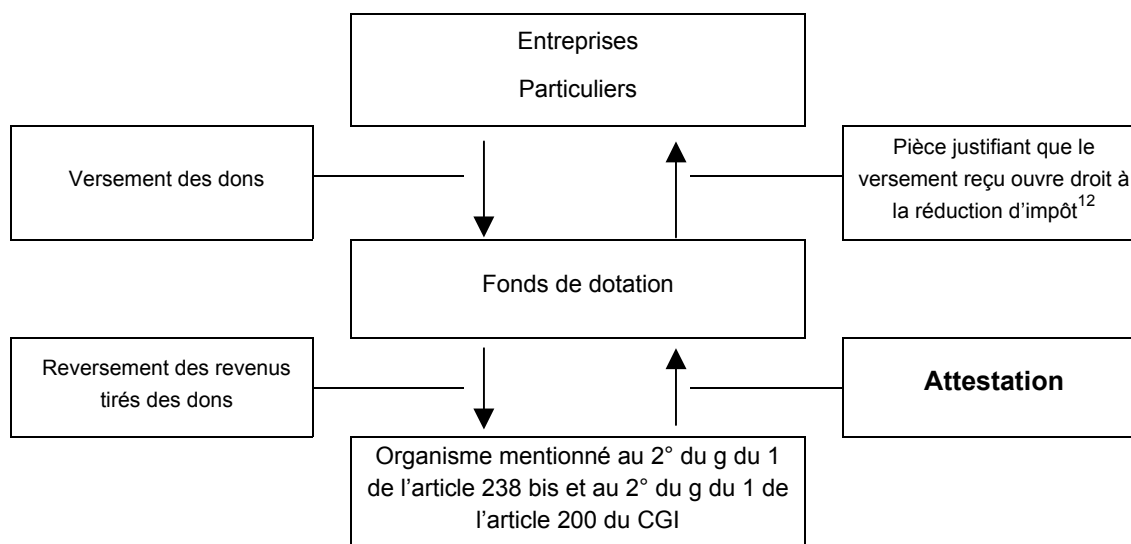 Entreprises
Particuliers
Versement des dons
Pièce justifiant que le
versement reçu ouvre droit à
la réduction d’impôt12
Fonds de dotation
Reversement des revenus
tirés des dons
Attestation
Organisme mentionné au 2° du g du 1
de l’article 238 bis et au 2° du g du 1 de
l’article 200 du CGI